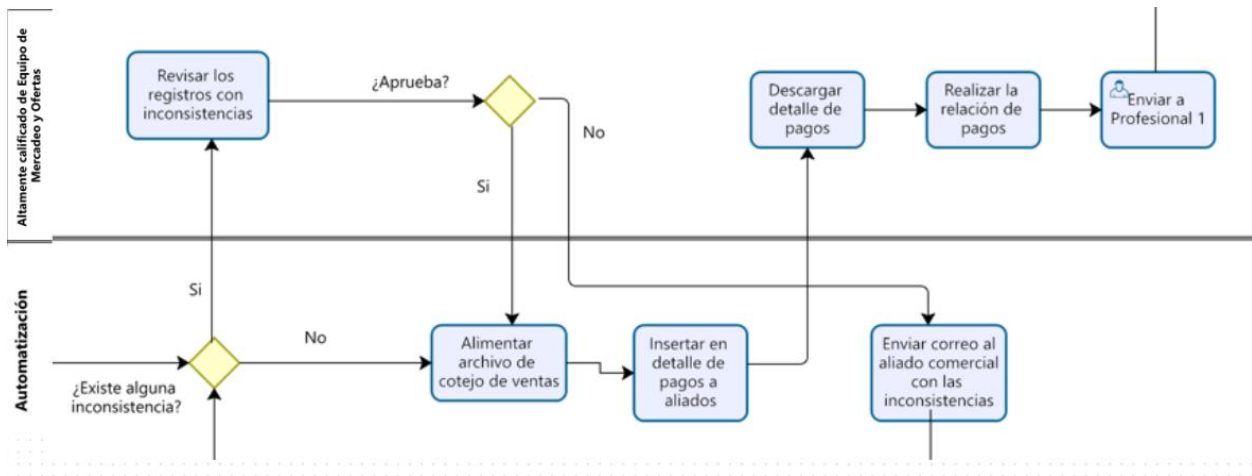 Altamente calificado de Equipo de
Mercadeo y Ofertas
Revisar los
registros con
inconsistencias
¿Aprueba?
No
Si
Descargar
detalle de
pagos
Realizar la
relación de
pagos
Enviar a
Profesional 1
Automatización
Si
¿Existe alguna
inconsistencia?
No
Alimentar
archivo de
cotejo de ventas
Insertar en
detalle de
pagos a
aliados
Enviar correo al
aliado comercial
con las
inconsistencias